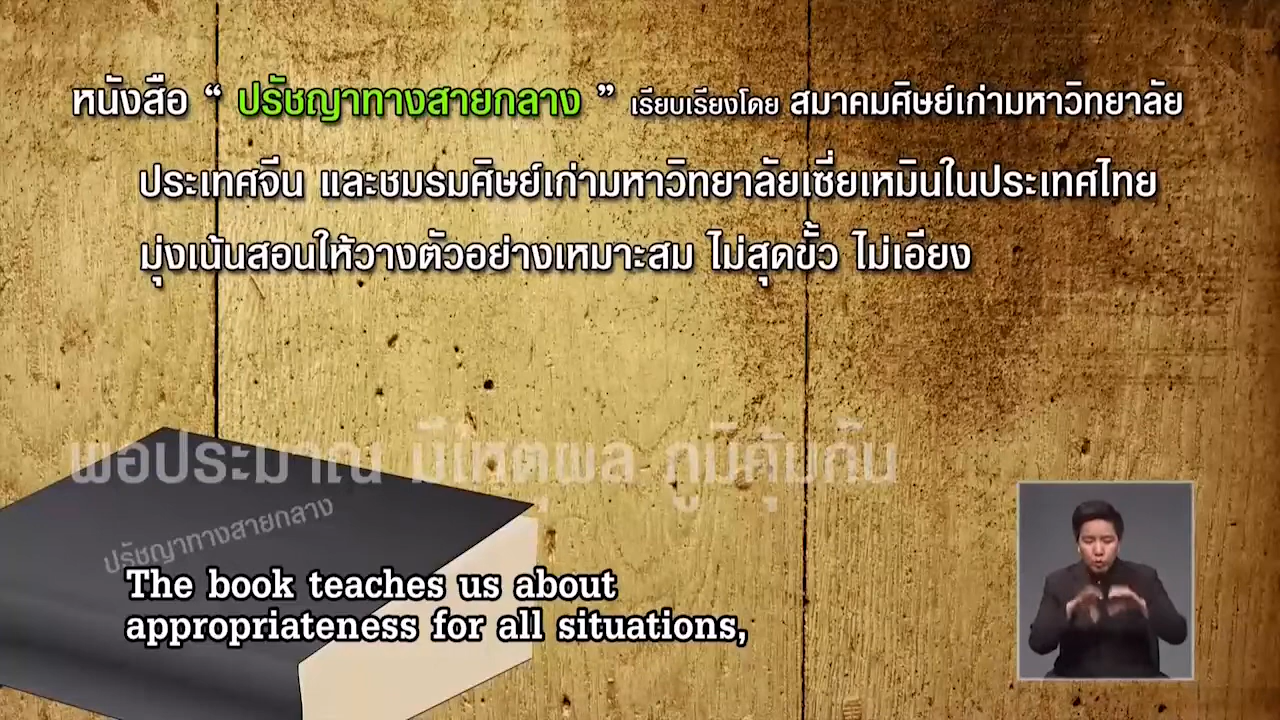 หนังสือ “ ปรัชญาทางสายกลาง ” เรียบเรียงโดย สมาคมศิษย์เก่ามหาวิทยาลัย
ประเทศจีน และชมรมศิษย์เก่ามหาวิทยาลัยเซี่ยเหมินในประเทศไทย
มุ่งเน้นสอนให้วางตัวอย่างเหมาะสม ไม่สุดขั้ว ไม่เอียง
พอประมาณ มีเหตุผล ภูมิคุ้มกัน
ปรัชญาทางสายกลาง
The book teaches us about
appropriateness for all situations,